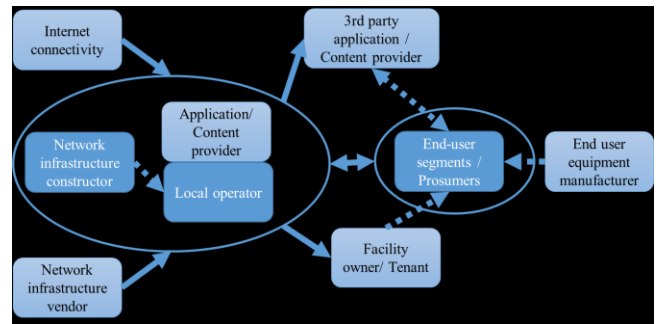 Internet
connectivity
3rd party
application /
Content provider
Application/
Content
provider
Network
infrastructure
constructor
Local operator
End-user
segments /
Prosumers
End user
equipment
manufacturer
Facility
owner/ Tenant
Network
infrastructure
vendor